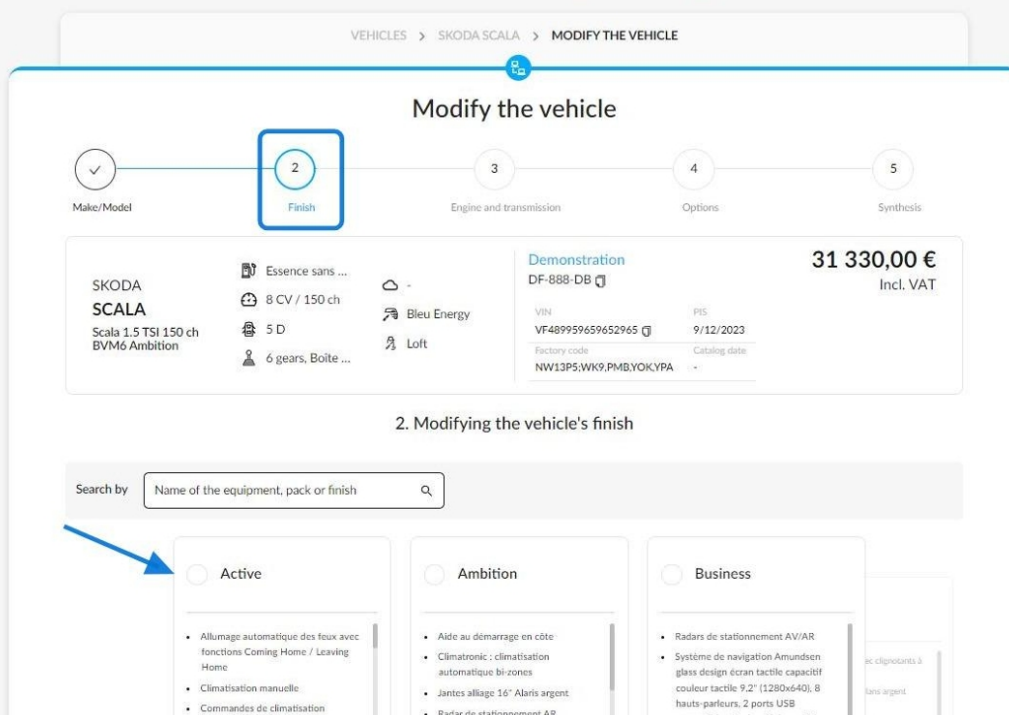 VEHICLES > SKODA SCALA > MODIFY THE VEHICLE
Modify the vehicle
2
3
4
5
Make/Model
Finish
Engine and transmission
Options
Synthesis
SKODA
SCALA
Scala 1.5 TSI 150 ch
BVM6 Ambition
Essence sans ...
8 CV / 150 ch
5 D
6 gears, Boîte ...
-
Bleu Energy
Loft
Demonstration
DF-888-DB
VIN
VF489959659652965
PIS
9/12/2023
Factory code
NW13P5;WK9,PMB,YOK,YPA
Catalog date
-
31 330,00 €
Incl. VAT
2. Modifying the vehicle's finish
Search by
Name of the equipment, pack or finish
Active
• Allumage automatique des feux avec
fonctions Coming Home / Leaving
Home
• Climatisation manuelle
• Commandes de climatisation
Ambition
• Aide au démarrage en côte
• Climatronic : climatisation
automatique bi-zones
• Jantes alliage 16" Alaris argent
• Radar de stationnement AR
Business
• Radars de stationnement AV/AR
• Système de navigation Amundsen
glass design écran tactile capacitif
couleur tactile 9,2" (1280x640), 8
hauts-parleurs, 2 ports USB
ec clignotants à
lans argent